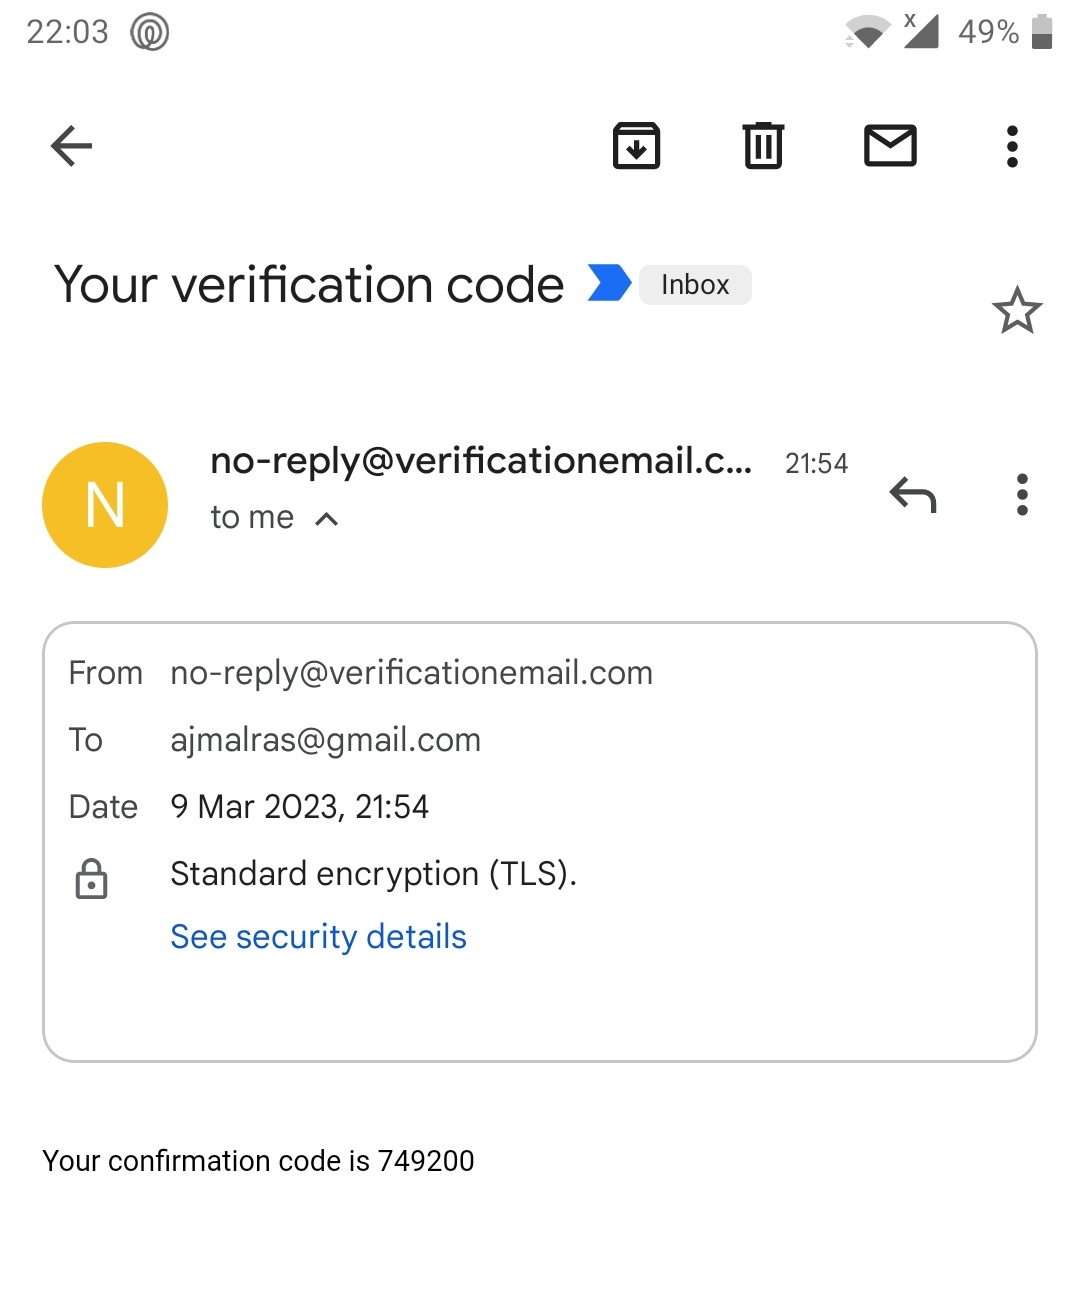 22:03
x
49%
Your verification code Inbox
N
no-reply@verificationemail.c... 21:54
to me
From no-reply@verificationemail.com
To ajmalras@gmail.com
Date 9 Mar 2023, 21:54
Standard encryption (TLS).
See security details
Your confirmation code is 749200